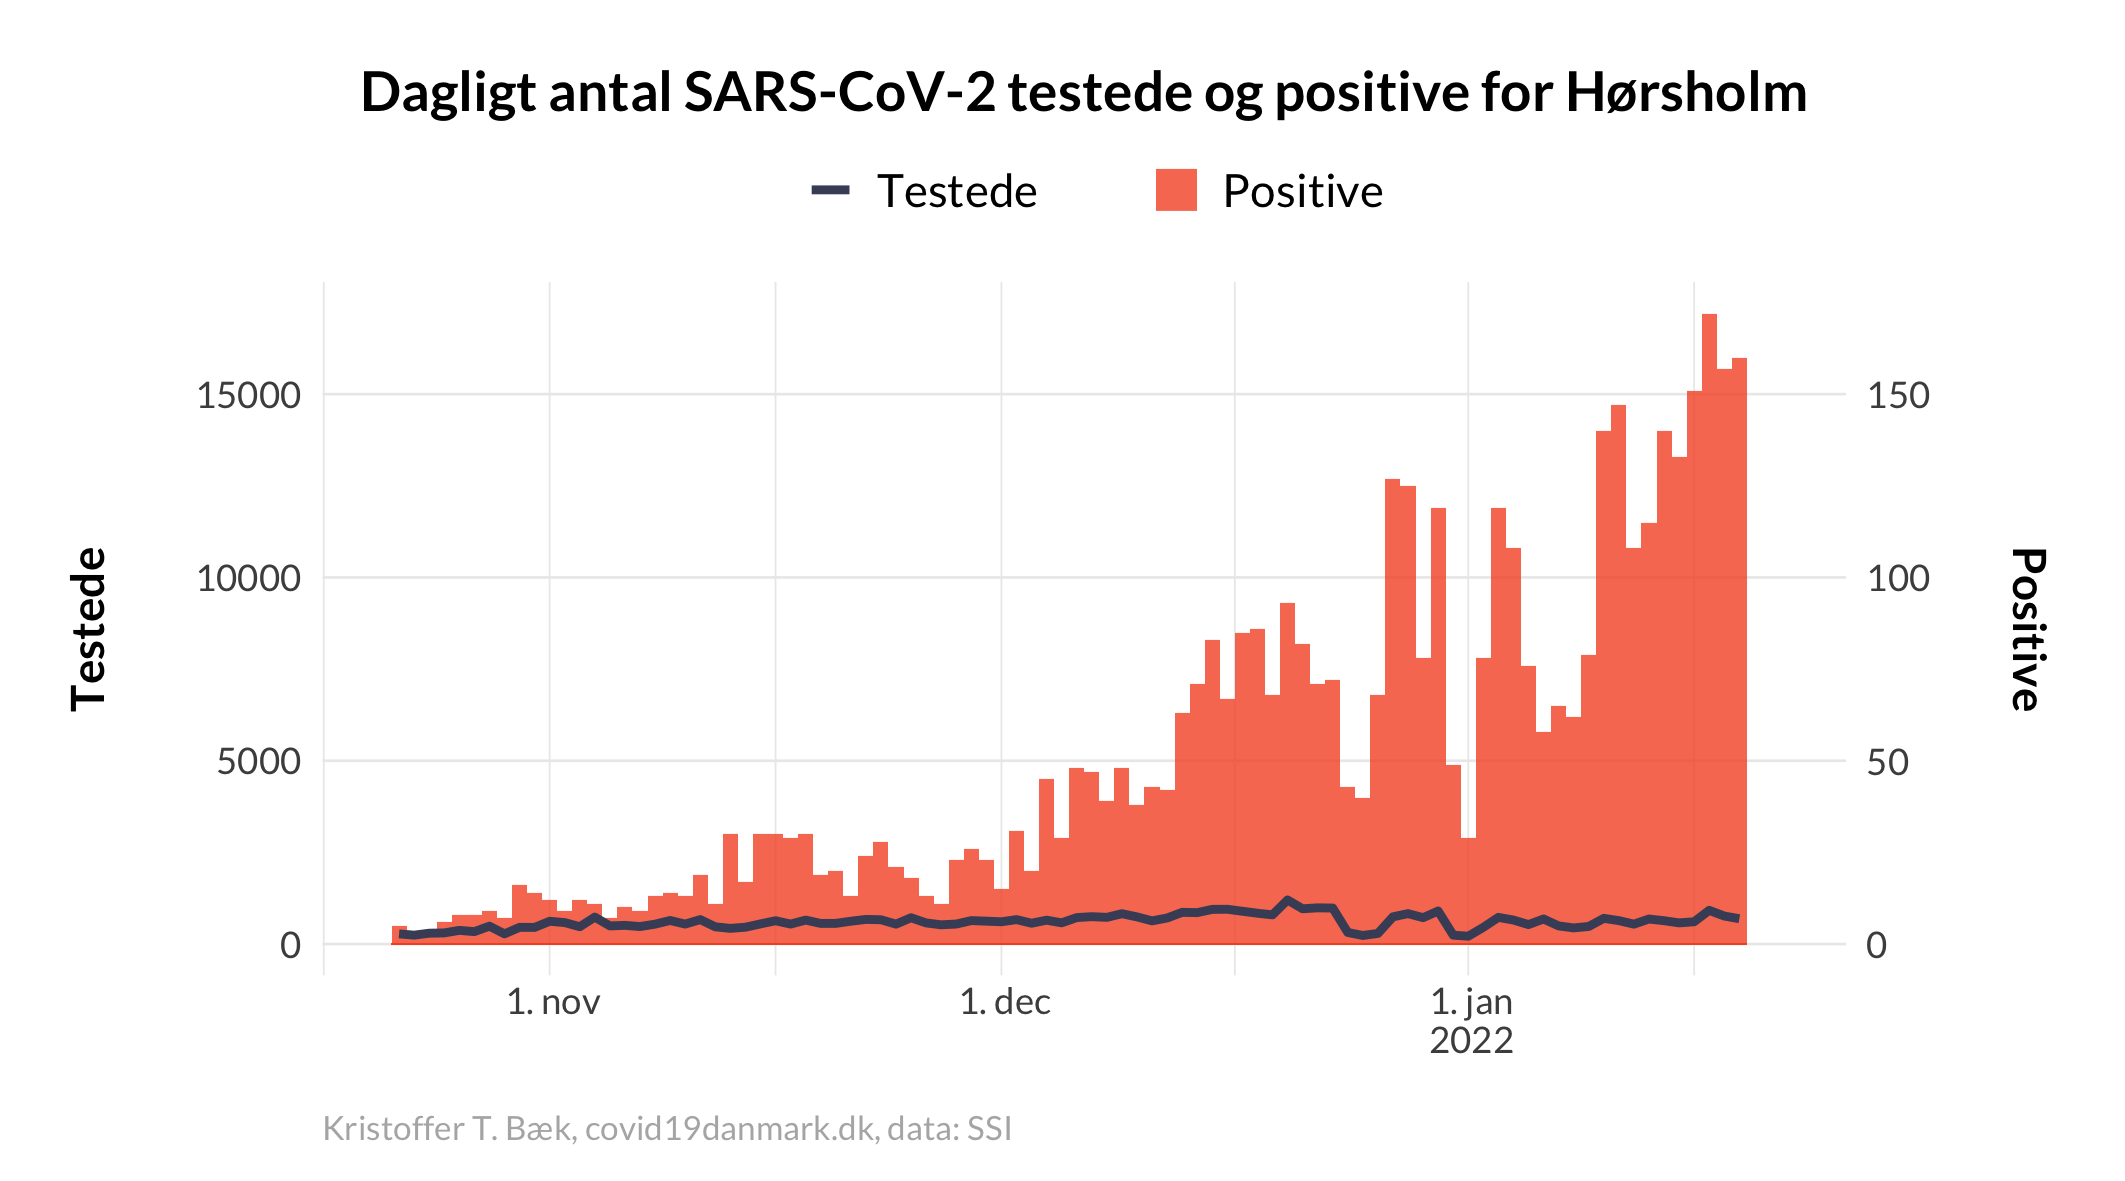 Dagligt antal SARS-CoV-2 testede og positive for Hørsholm
Testede
Positive
15000
10000
5000
0
150
100
50
0
Testede
Positive
1. nov
1. dec
1. jan
2022
Kristoffer T. Bæk, covid19danmark.dk, data: SSI